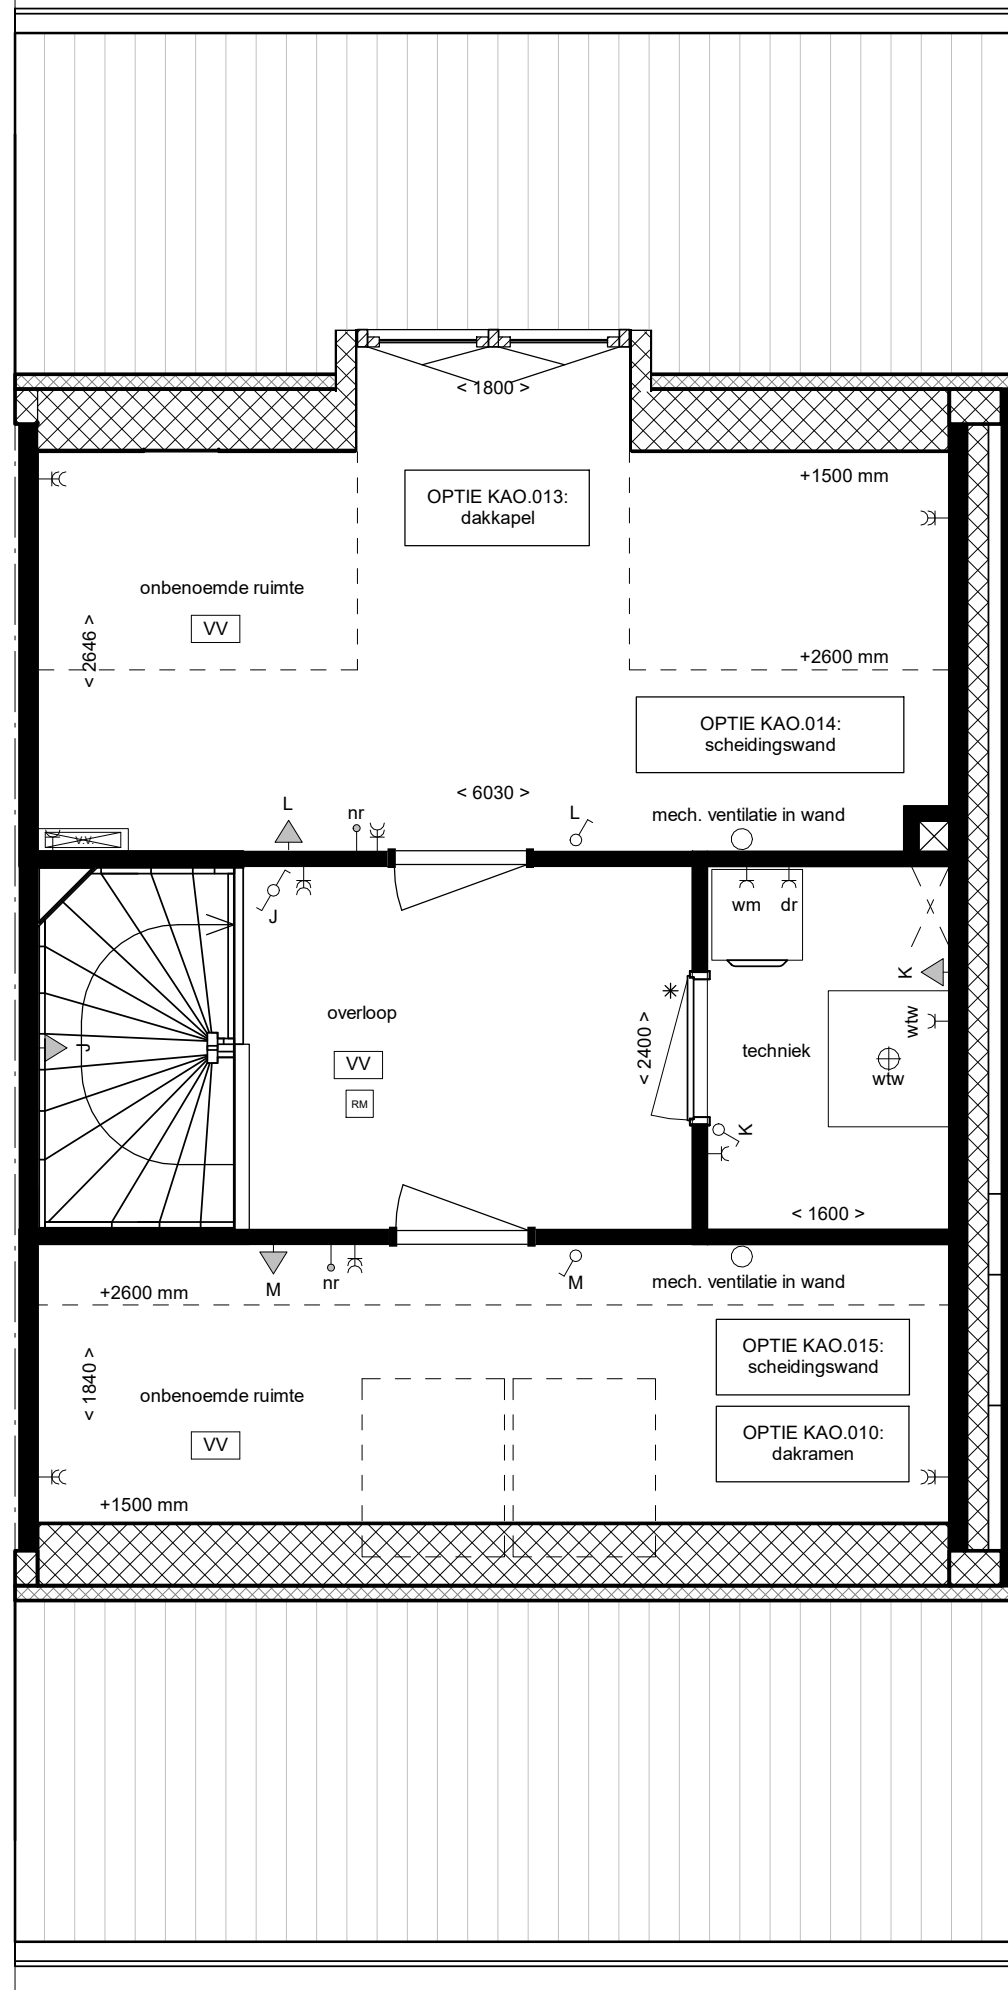 < 1800 >
OPTIE KAO.013:
dakkapel
+1500 mm
onbenoemde ruimte
VV
< 2646 >
+2600 mm
OPTIE KAO.014:
scheidingswand
< 6030 >
L
nr
L
mech. ventilatie in wand
v.v.
J
wm
dr
K
overloop
wtw
J
VV
< 2400 >
techniek
wtw
RM
K
< 1600 >
M
nr
M
mech. ventilatie in wand
+2600 mm
OPTIE KAO.015:
scheidingswand
< 1840 >
onbenoemde ruimte
VV
OPTIE KAO.010:
dakramen
+1500 mm